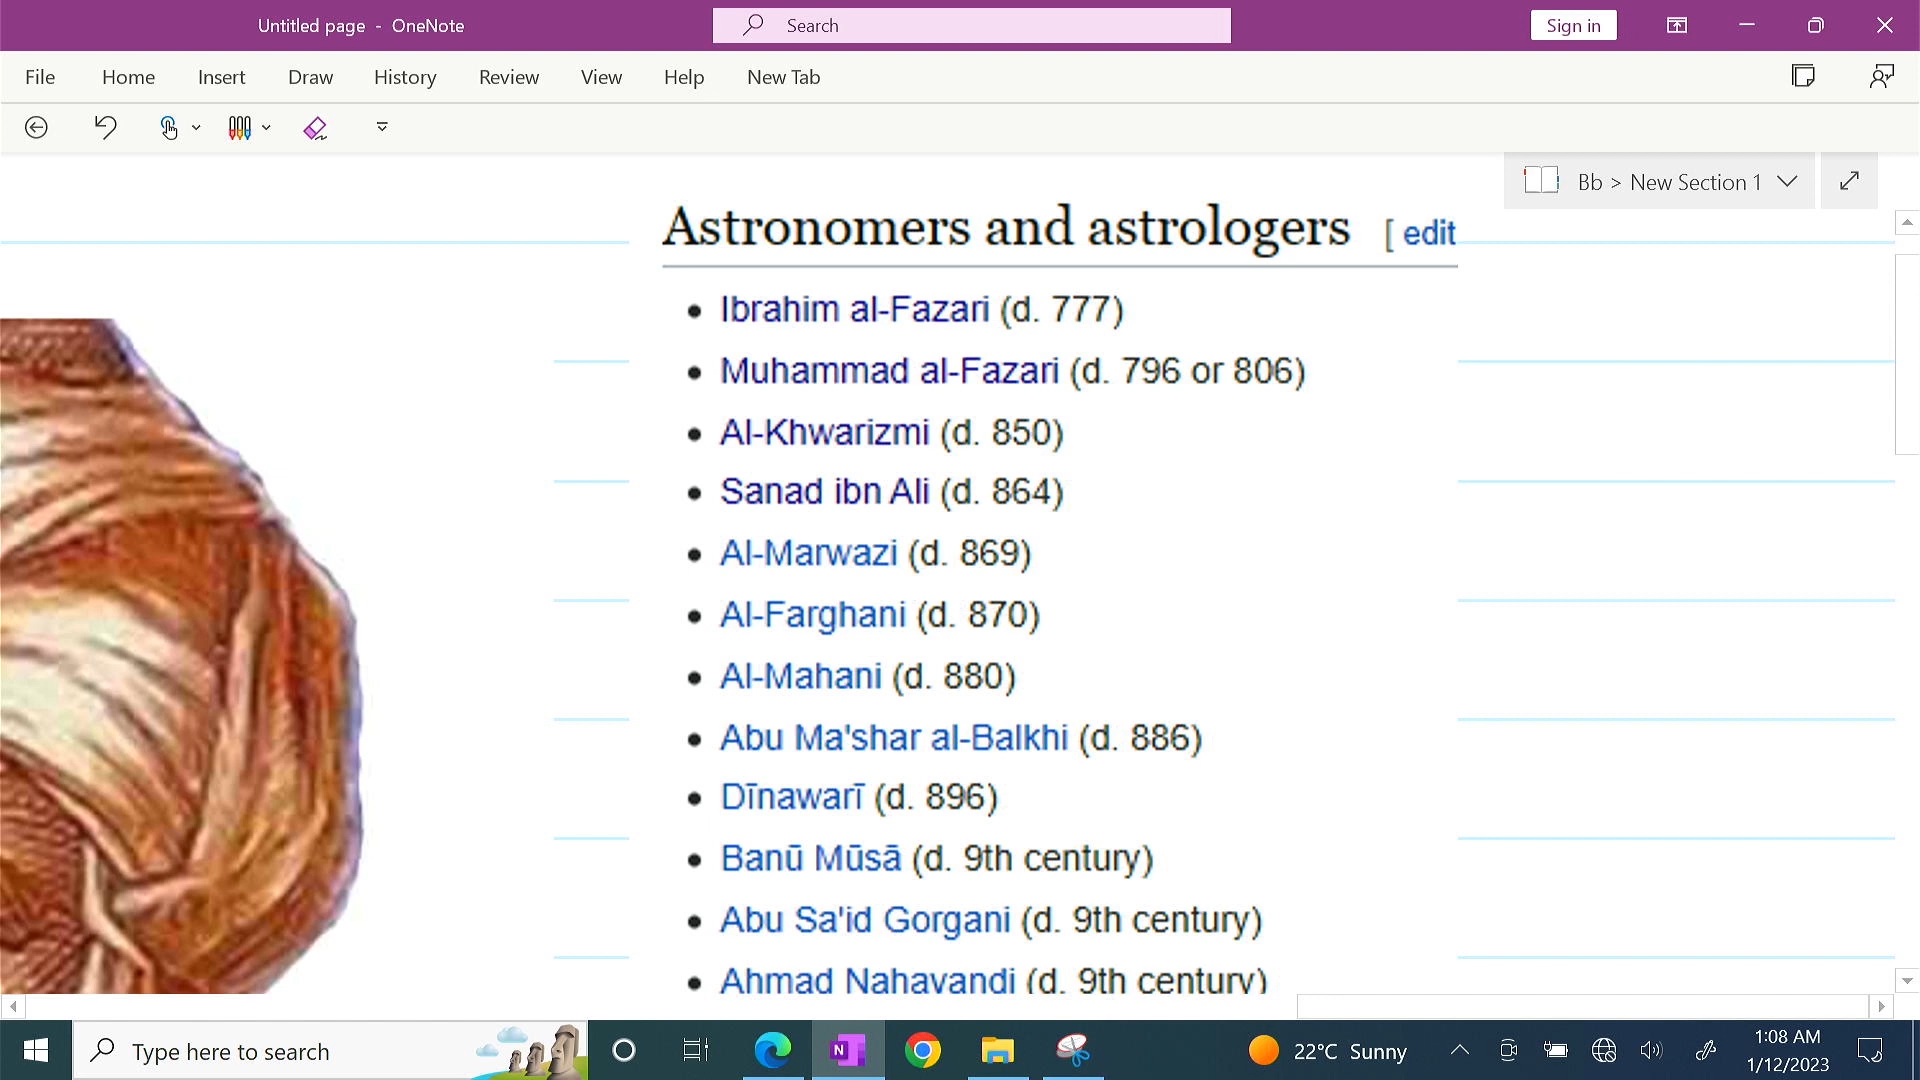 Untitled page - OneNote
Search
Sign in
File Home Insert Draw History Review View Help New Tab
Bb > New Section 1
Astronomers and astrologers [ edit
• Ibrahim al-Fazari (d. 777)
• Muhammad al-Fazari (d. 796 or 806)
• Al-Khwarizmi (d. 850)
• Sanad ibn Ali (d. 864)
• Al-Marwazi (d. 869)
• Al-Farghani (d. 870)
• Al-Mahani (d. 880)
• Abu Ma'shar al-Balkhi (d. 886)
• Dīnawarī (d. 896)
• Banū Mūsā (d. 9th century)
• Abu Sa'id Gorgani (d. 9th century)
• Ahmad Nahavandi (d. 9th century)
Type here to search
N
22°C Sunny
1:08 AM
1/12/2023